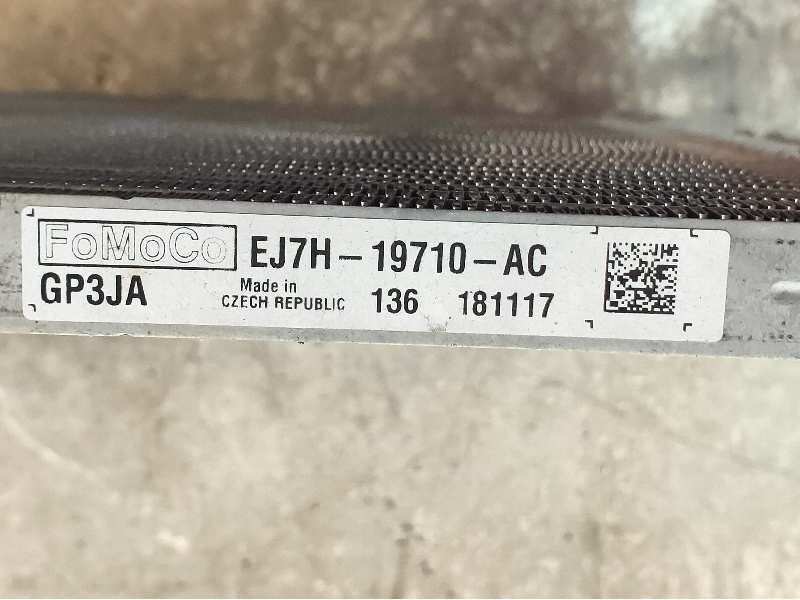 FoMoCo EJ7H-19710-AC
GP3JA Made in CZECH REPUBLIC 136 181117